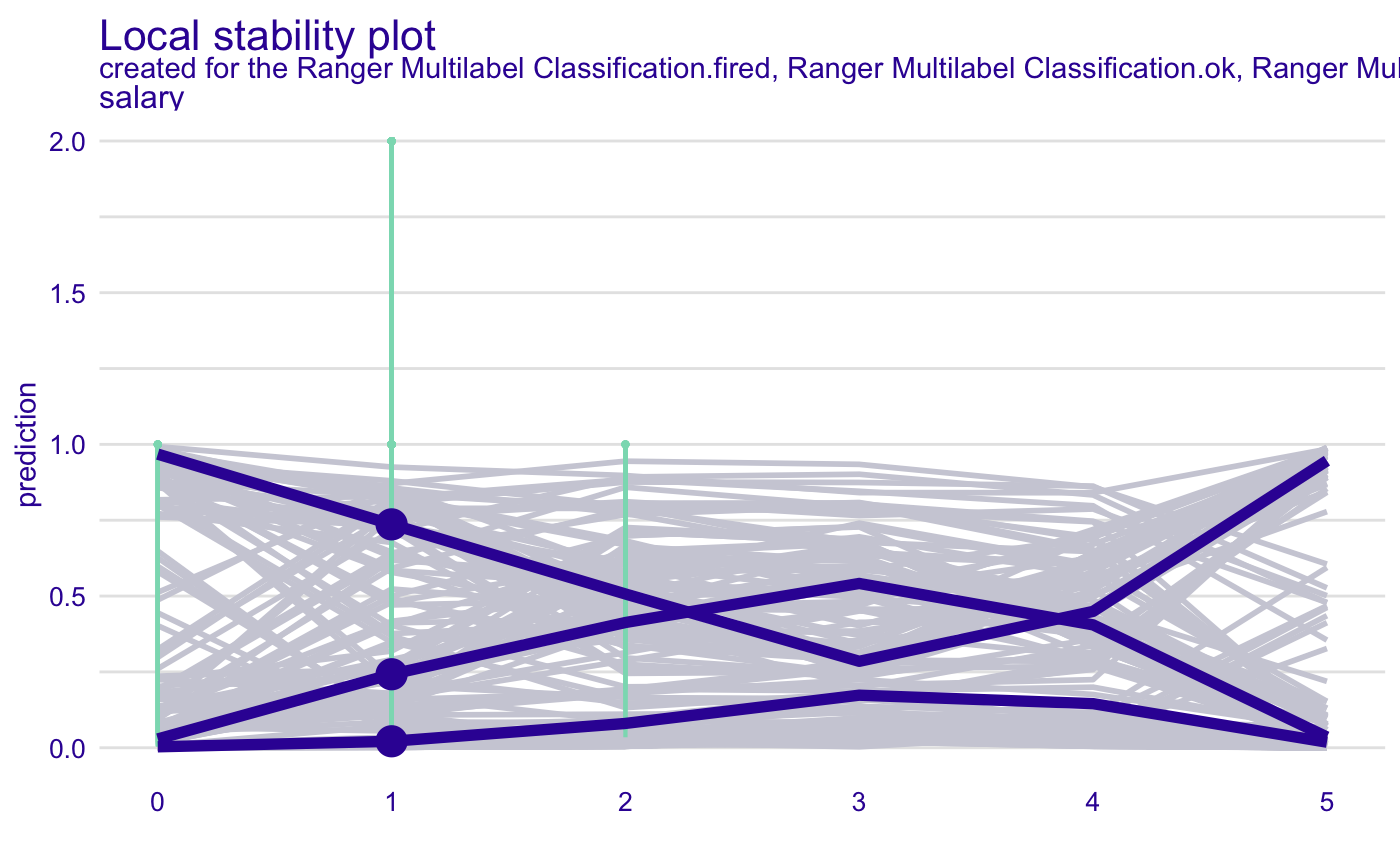 Local stability plot
created for the Ranger Multilabel Classification.fired, Ranger Multilabel Classification.ok, Ranger
salary
2.0
1.5
1.0
0.5
0.0
prediction
0 1 2 3 4 5